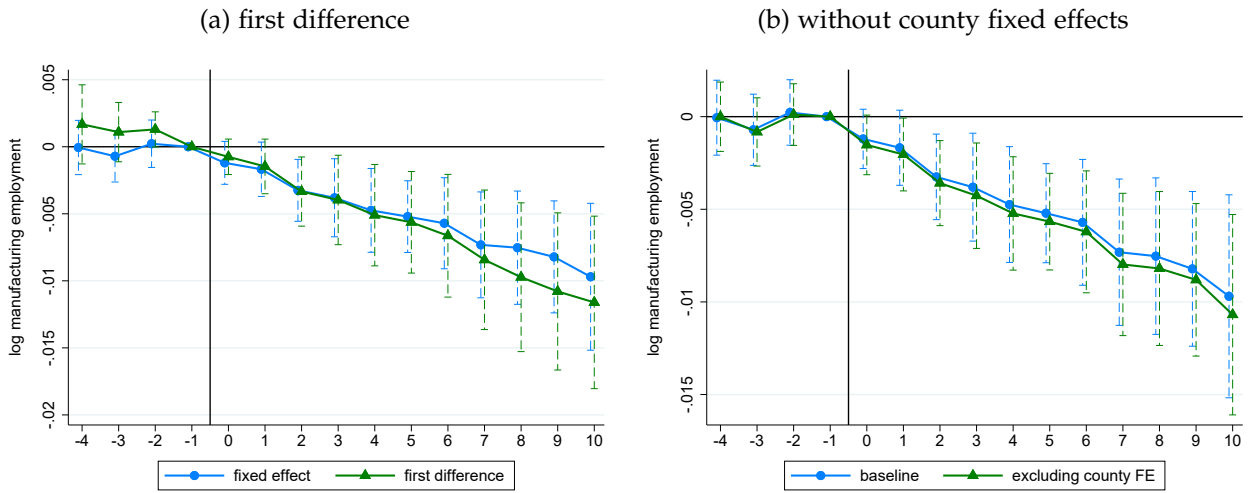 (a) first difference
(b) without county fixed effects
log manufacturing employment
.005
0
-.005
-.01
-.015
-.02
-4 -3 -2 -1 0 1 2 3 4 5 6 7 8 9 10
fixed effect first difference
log manufacturing employment
0
-.005
-.01
-.015
-4 -3 -2 -1 0 1 2 3 4 5 6 7 8 9 10
baseline excluding county FE